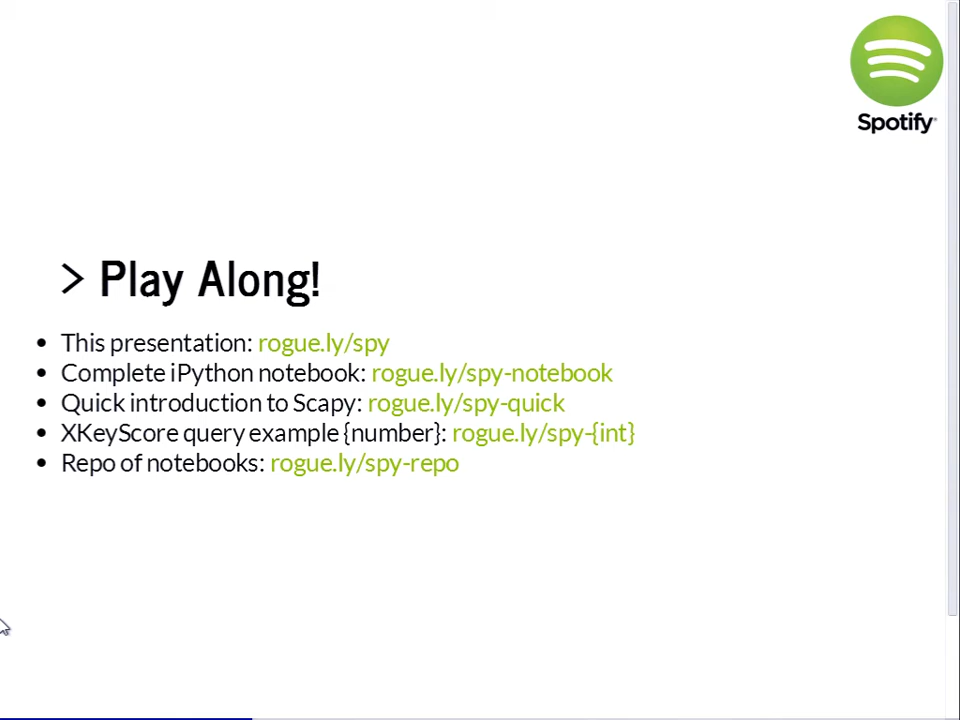 Spotify
> Play Along!
• This presentation: rogue.ly/spy
• Complete iPython notebook: rogue.ly/spy-notebook
• Quick introduction to Scapy: rogue.ly/spy-quick
• XKeyScore query example {number}: rogue.ly/spy-{int}
• Repo of notebooks: rogue.ly/spy-repo